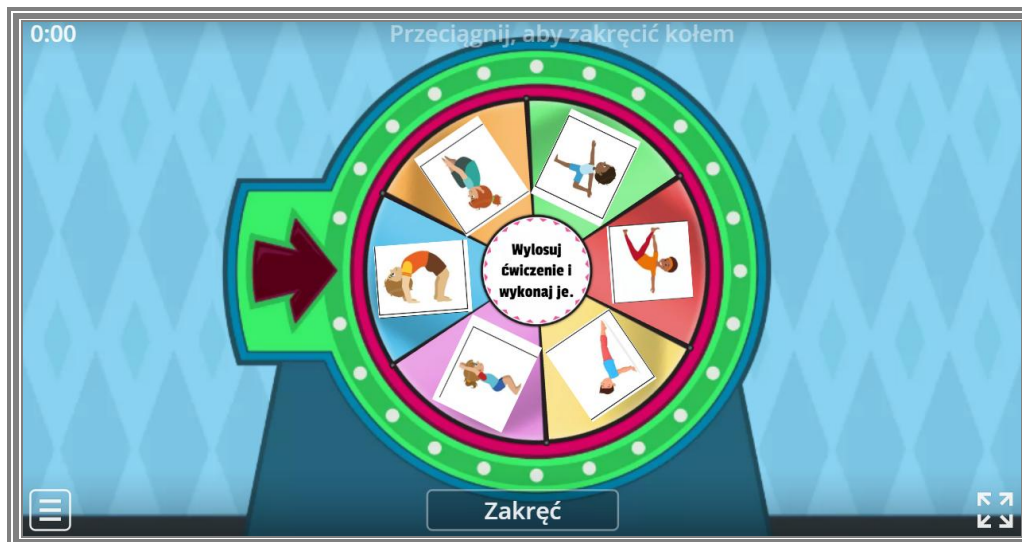 0:00
Przeciągnij, aby zakręcić kołem
Wylosuj
ćwiczenie i
wykonaj je.
Zakręć